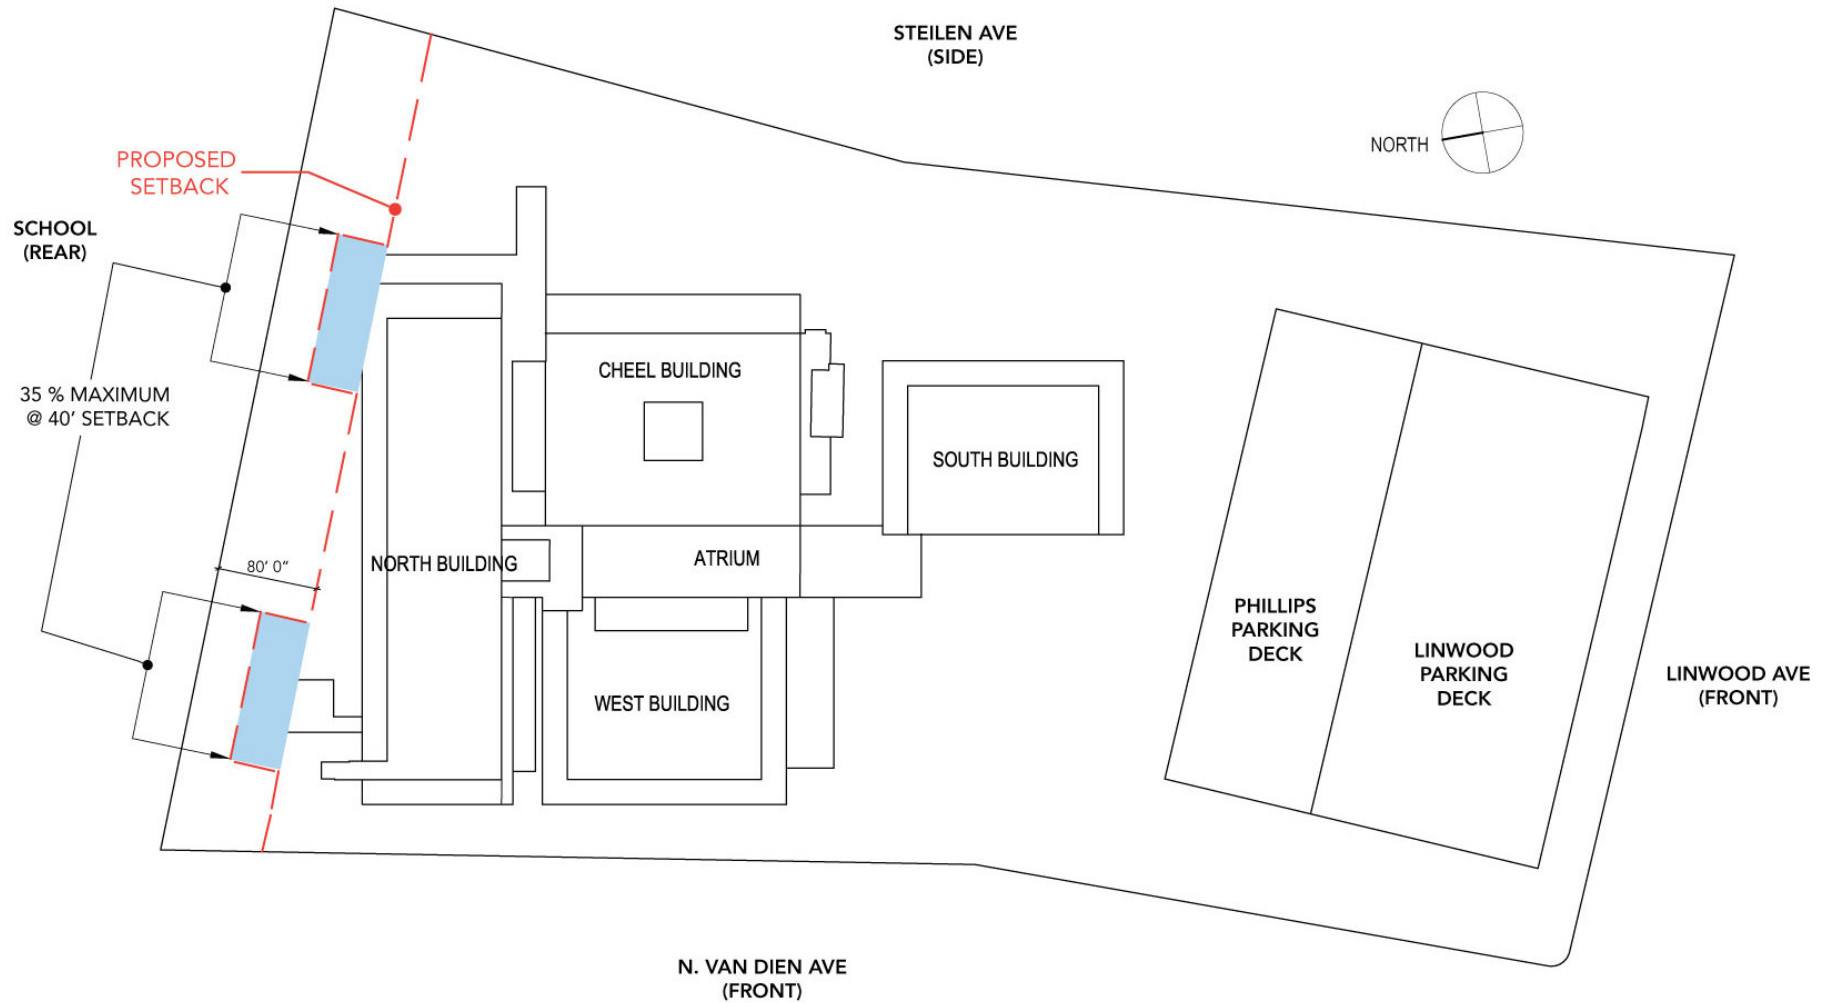 STEILEN AVE
(SIDE)
NORTH
PROPOSED
SETBACK
SCHOOL
(REAR)
35 % MAXIMUM
@ 40' SETBACK
CHEEL BUILDING
SOUTH BUILDING
80' 0"
NORTH BUILDING
ATRIUM
WEST BUILDING
PHILLIPS
PARKING
DECK
LINWOOD
PARKING
DECK
LINWOOD AVE
(FRONT)
N. VAN DIEN AVE
(FRONT)